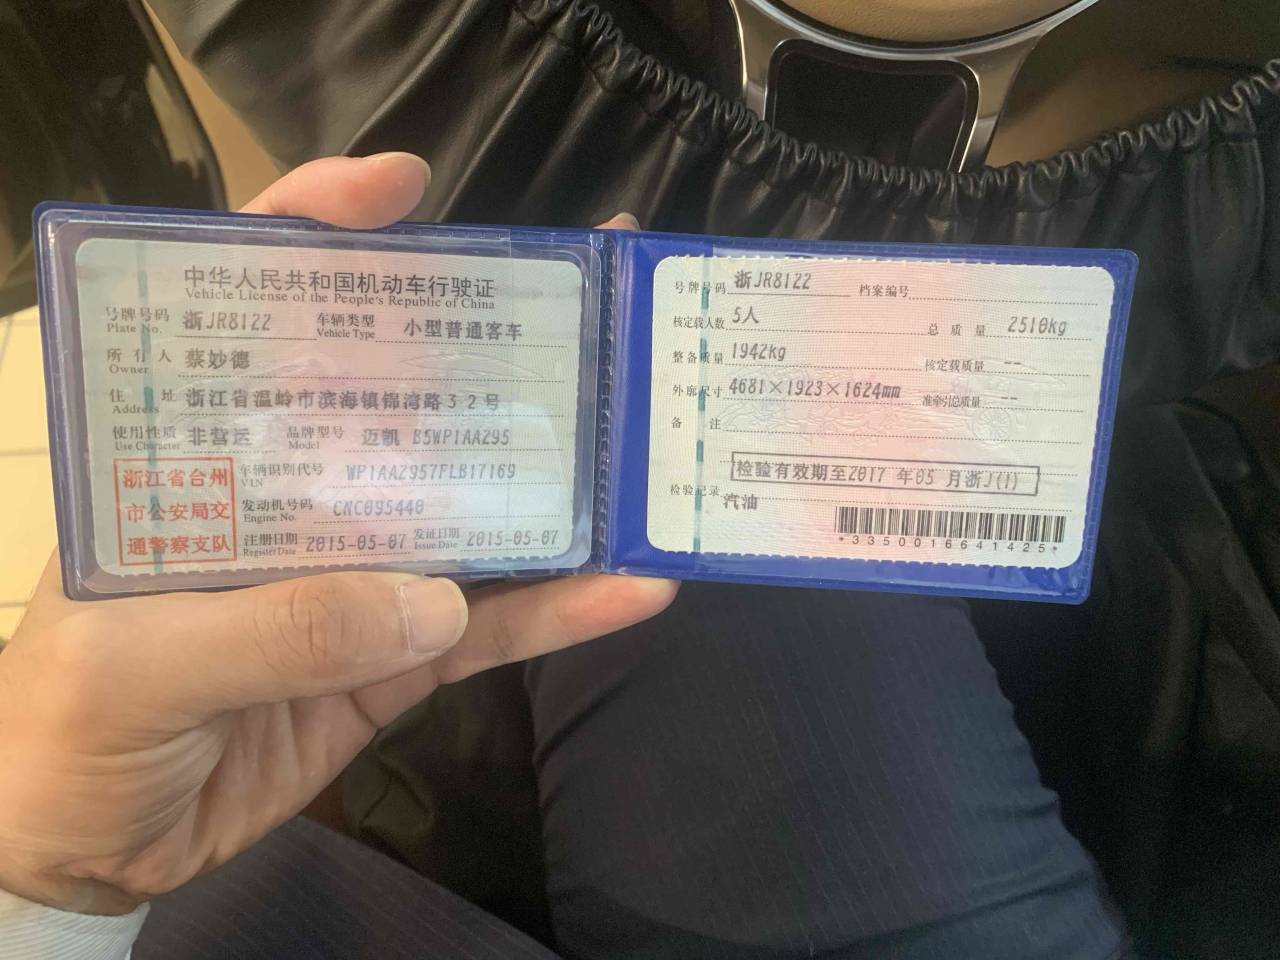 中华人民共和国机动车行驶证
Vehicle License of the People's Republic of China
号牌号码 浙JR8122 车辆类型 小型普通客车
Plate No. Vehicle Type
所有人 蔡妙德
Owner
住址 浙江省温岭市滨海镇锦湾路32号
Address
使用性质 非营运 品牌型号 迈凯 B5WP1AA295
Use Character Model
浙江省台州
市公安局交
通警察支队
车辆识别代号 WP1AA2957FLB17169
VIN
发动机号码 CNC095440
Engine No.
注册日期 2015-05-07 发证日期 2015-05-07
Register Date Issue Date
号牌号码 浙JR8122 档案编号
核定载人数 5人 总质量 2510kg
整备质量 1942kg 核定载质量 --
外廓尺寸 4681×1923×1624mm 准牵引总质量 --
备注
检验有效期至2017 年05 月浙J(1)
检验记录
汽油
*3350016641425*